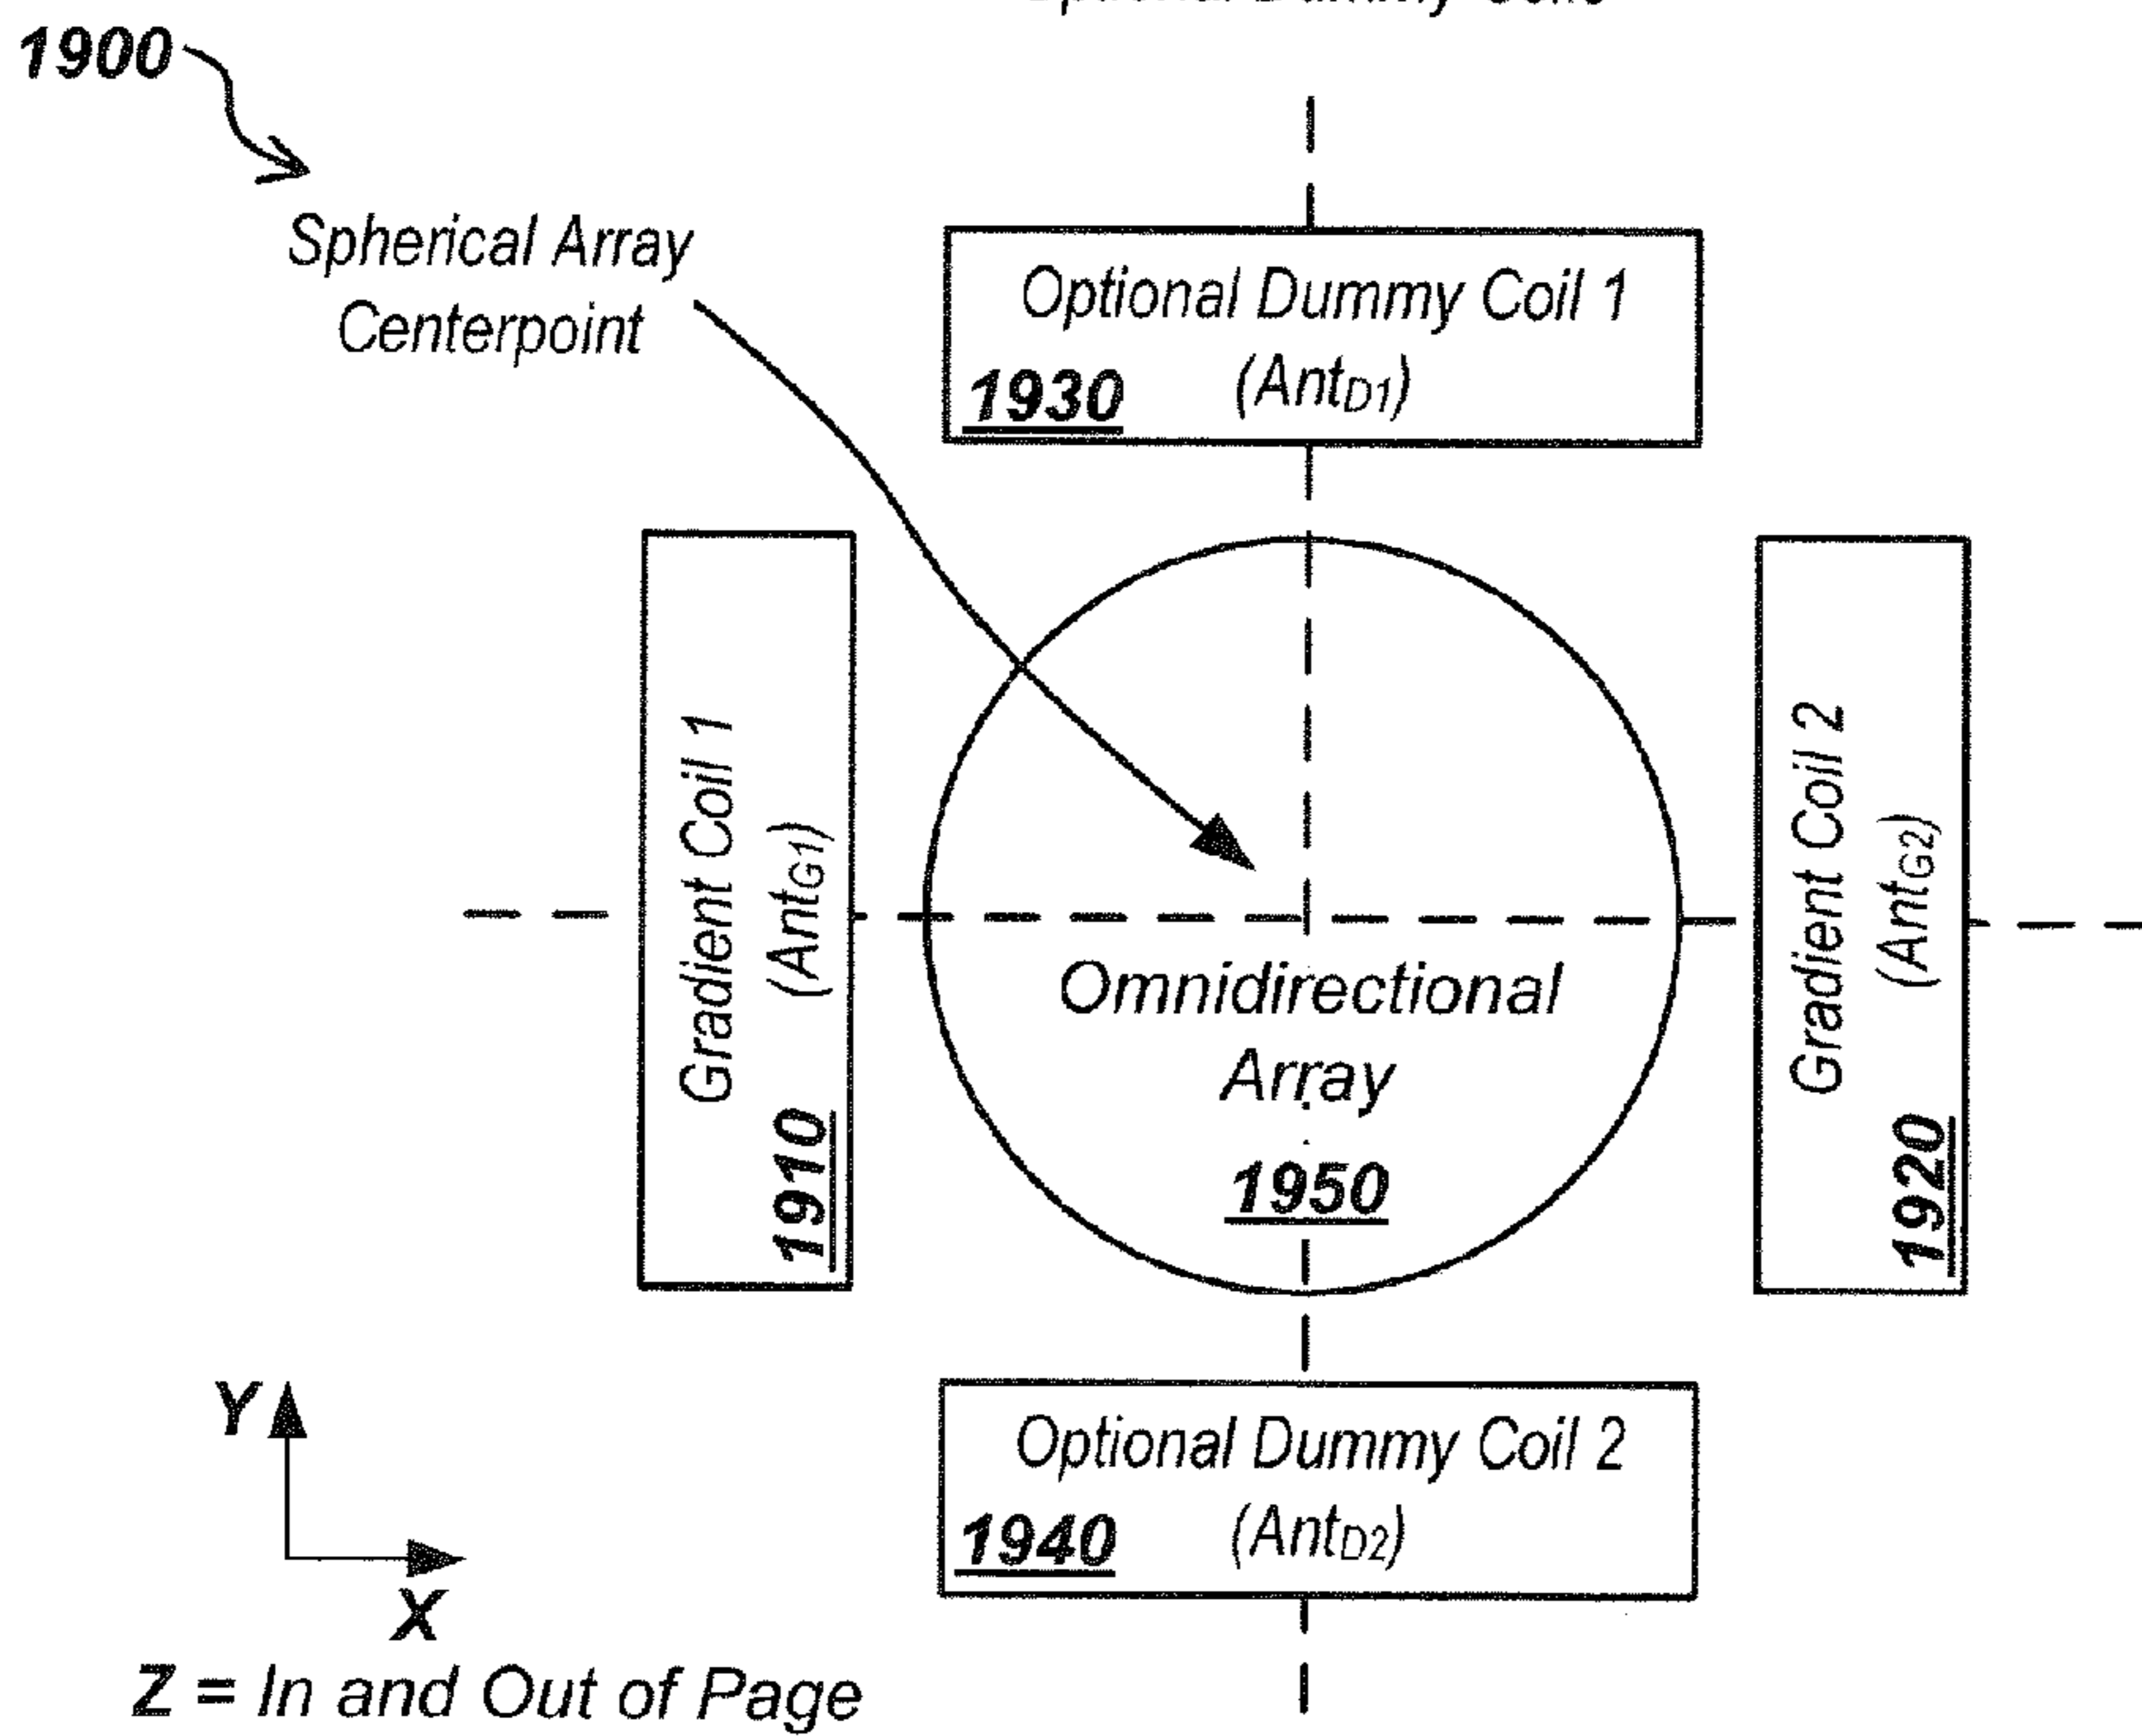 1900
Spherical Array
Centerpoint
Optional Dummy Coil 1
1930 (AntD1)
Gradient Coil 1
(AntG1)
1910
Gradient Coil 2
(AntG2)
1920
Omnidirectional
Array
1950
Optional Dummy Coil 2
1940 (AntD2)
Y
X
Z = In and Out of Page